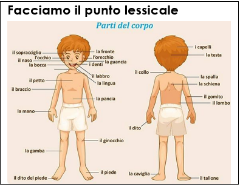 Facciamo il punto lessicale
Parti del corpo
il sopracciglio
l'occhio
il naso
la bocca
la fronte
l'orecchio
la guancia
i denti
il labbro
la lingua
il petto
il braccio
la pancia
la mano
il ginocchio
la gamba
il piede
il dito del piede
i capelli
la testa
il collo
la spalla
la schiena
il gomito
il dito
la caviglia
il tallone